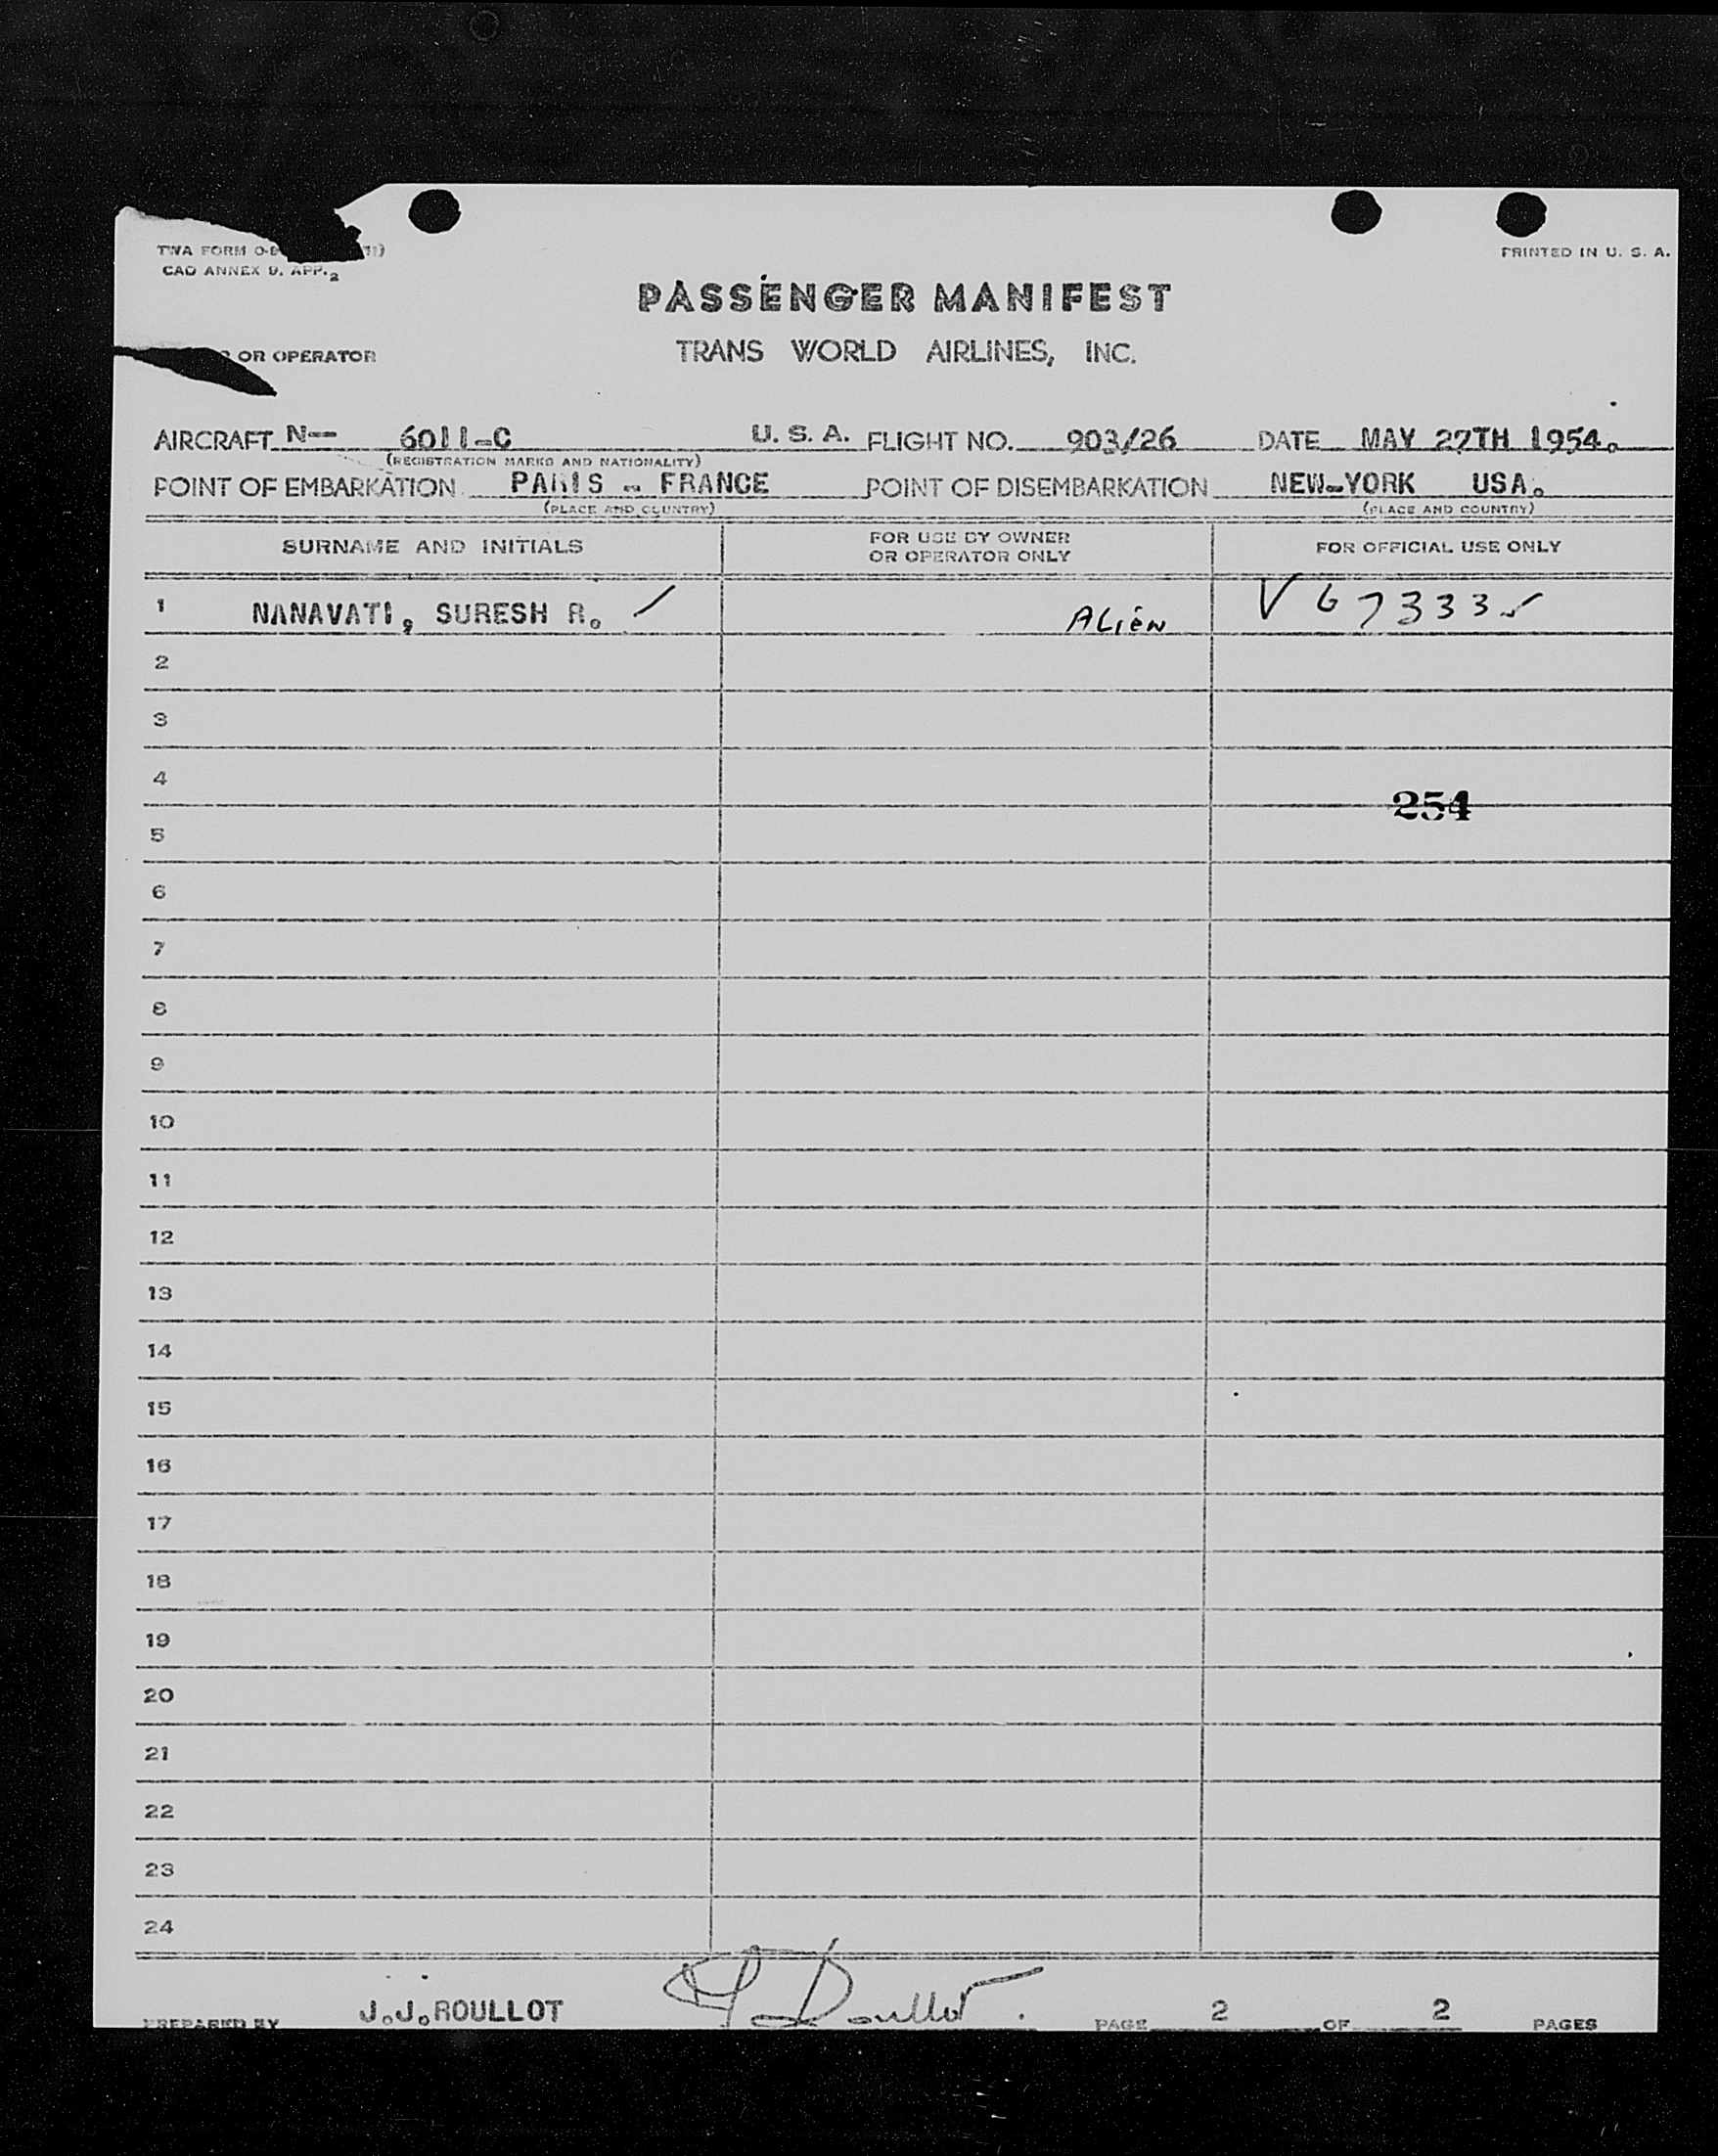 TWA FORM O-
CAO ANNEX 9, APP. 2
PRINTED IN U. S. A.
PASSENGER MANIFEST
OR OPERATOR
TRANS WORLD AIRLINES, INC.
AIRCRAFT N-- 6011-C U. S. A. FLIGHT NO. 903/26 DATE MAY 27TH 1954.
(REGISTRATION MARKS AND NATIONALITY)
POINT OF EMBARKATION PARIS - FRANCE POINT OF DISEMBARKATION NEW-YORK USA.
(PLACE AND COUNTRY) (PLACE AND COUNTRY)
SURNAME AND INITIALS FOR USE BY OWNER OR OPERATOR ONLY FOR OFFICIAL USE ONLY
1 NANAVATI, SURESH R. ALieN V 67333
2
3
4
254
5
6
7
8
9
10
11
12
13
14
15
16
17
18
19
20
21
22
23
24
PREPARED BY J.J.ROULLOT PAGE 2 OF 2 PAGES